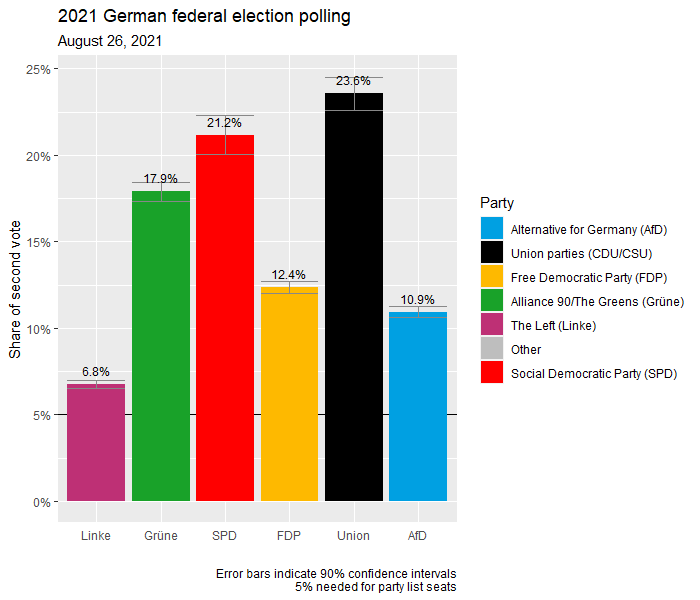 2021 German federal election polling
August 26, 2021
Share of second vote
25%
20%
15%
10%
5%
0%
6.8%
17.9%
21.2%
12.4%
23.6%
10.9%
Linke
Grüne
SPD
FDP
Union
AfD
Party
Alternative for Germany (AfD)
Union parties (CDU/CSU)
Free Democratic Party (FDP)
Alliance 90/The Greens (Grüne)
The Left (Linke)
Other
Social Democratic Party (SPD)
Error bars indicate 90% confidence intervals
5% needed for party list seats